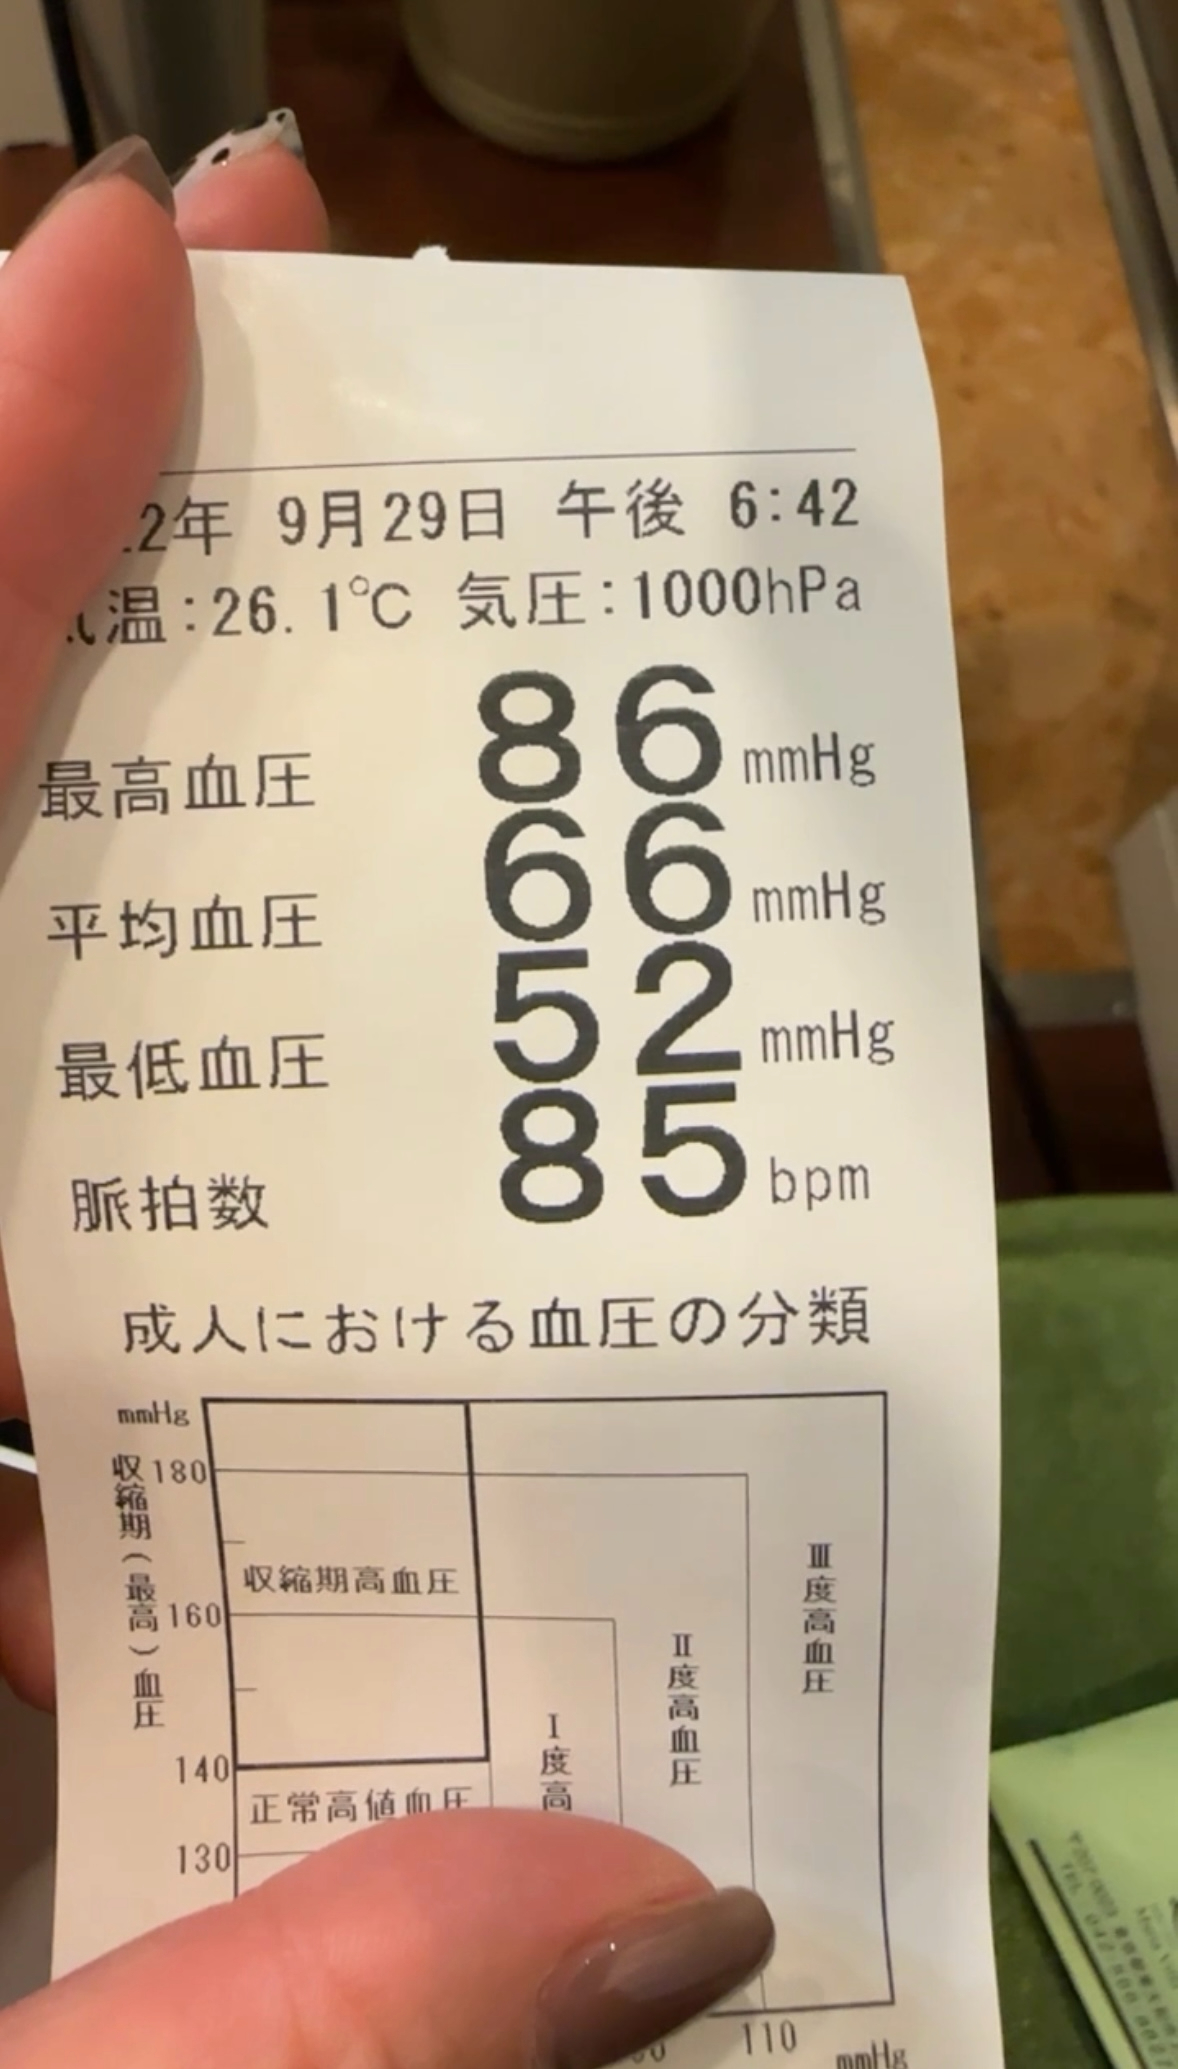 2年 9月29日 午後 6:42
温:26.1℃ 気圧:1000hPa
最高血圧 86 mmHg
平均血圧 66 mmHg
最低血圧 52 mmHg
脈拍数 85 bpm
成人における血圧の分類
mmHg
収縮期(最高)血圧
180
収縮期高血圧
160
Ⅲ度高血圧
Ⅱ度高血圧
Ⅰ度高
140
正常高値血圧
130
110
mmHg